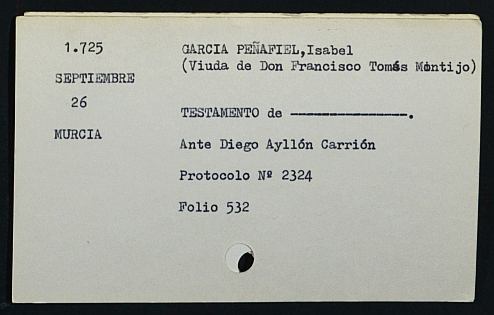 1.725
SEPTIEMBRE
26
MURCIA
GARCIA PEÑAFIEL,Isabel
(Viuda de Don Francisco Tomás Montijo)
TESTAMENTO de ----------------.
Ante Diego Ayllón Carrión
Protocolo Nº 2324
Folio 532